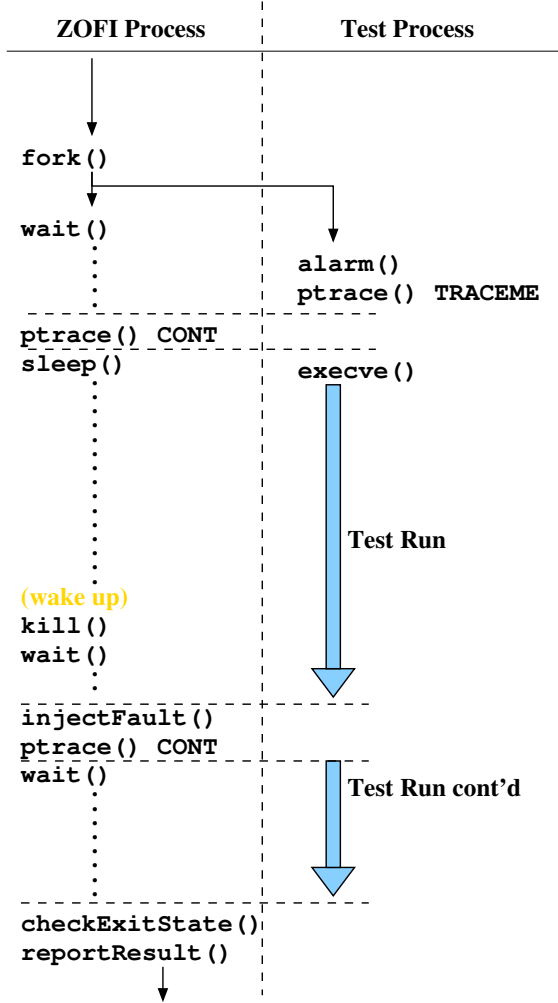 ZOFI Process Test Process
fork()
wait()
alarm()
ptrace() TRACEME
ptrace() CONT
sleep()
execve()
Test Run
(wake up)
kill()
wait()
injectFault()
ptrace() CONT
wait()
Test Run cont’d
checkExitState()
reportResult()